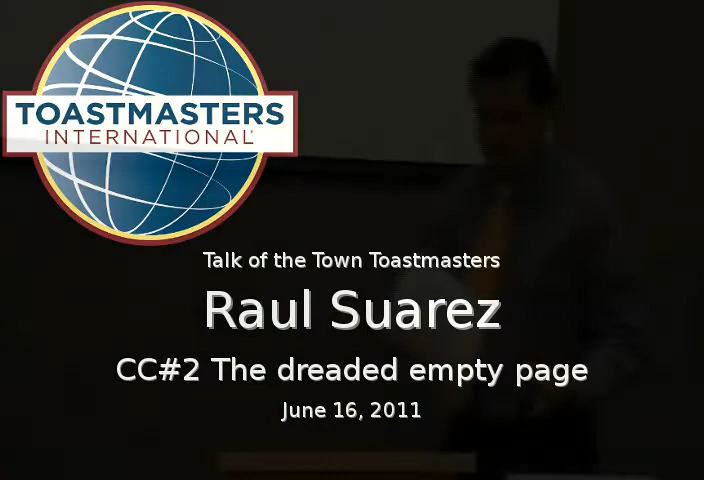 TOASTMASTERS
INTERNATIONAL
Talk of the Town Toastmasters
Raul Suarez
CC#2 The dreaded empty page
June 16, 2011